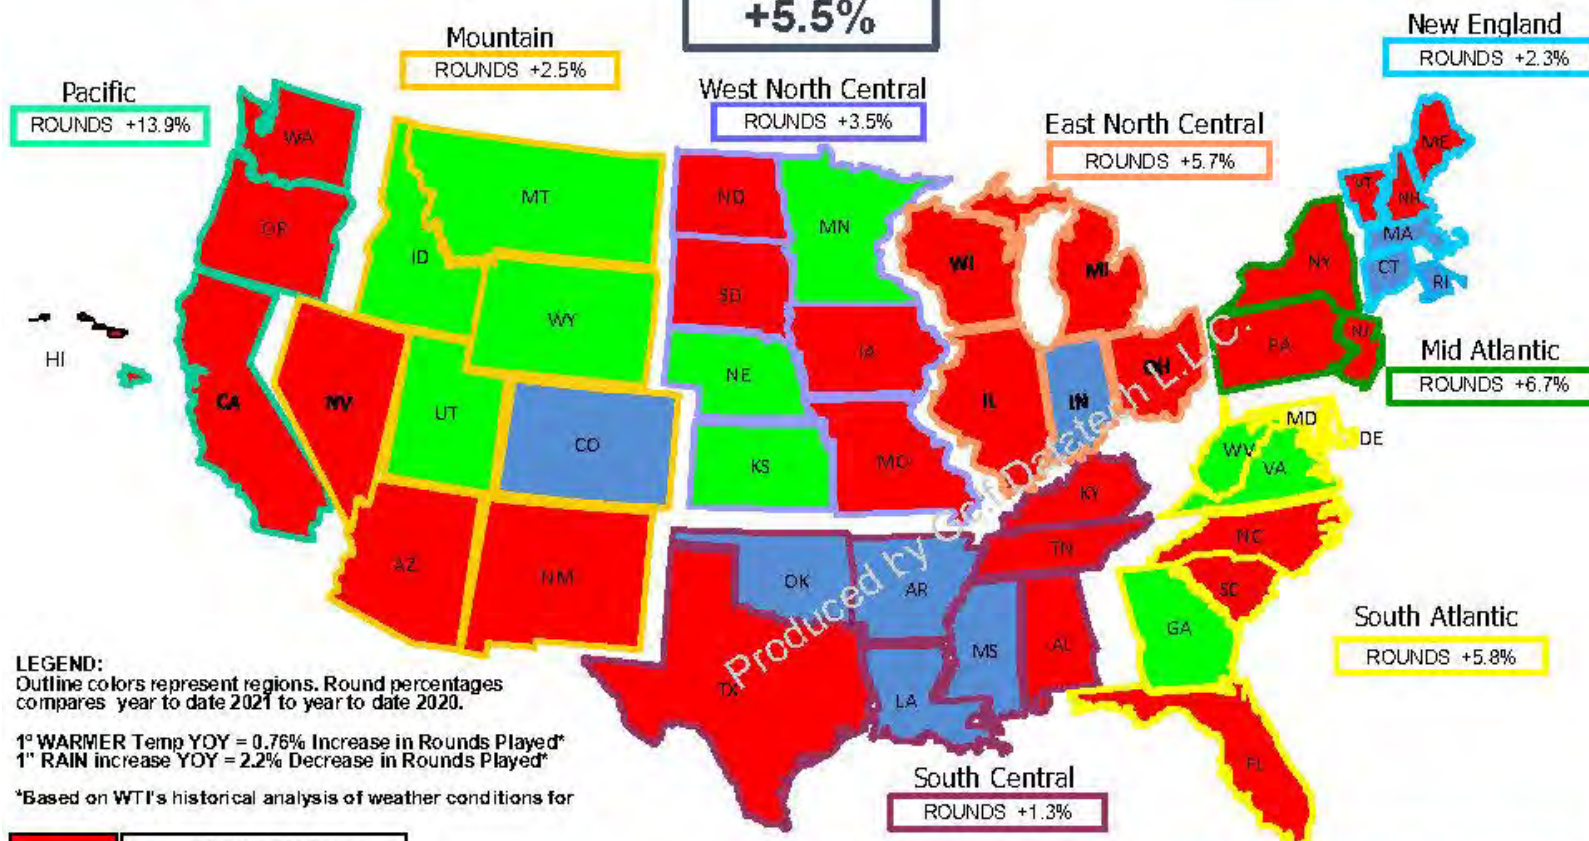 +5.5%
New England
ROUNDS +2.3%
Mountain
ROUNDS +2.5%
Pacific
ROUNDS +13.9%
West North Central
ROUNDS +3.5%
East North Central
ROUNDS +5.7%
WA
OR
CA
HI
NV
ID
MT
WY
UT
CO
AZ
NM
ND
SD
NE
KS
MN
IA
MO
WI
MI
IL
IN
OH
ME
VT
NH
MA
CT
RI
NY
PA
NJ
Mid Atlantic
ROUNDS +6.7%
MD
DE
WV
VA
KY
TN
NC
SC
GA
FL
OK
AR
TX
LA
MS
AL
Produced by Golf Datatech L.L.C.
South Atlantic
ROUNDS +5.8%
South Central
ROUNDS +1.3%
LEGEND:
Outline colors represent regions. Round percentages
compares year to date 2021 to year to date 2020.
1° WARMER Temp YOY = 0.76% Increase in Rounds Played*
1" RAIN increase YOY = 2.2% Decrease in Rounds Played*
*Based on WTI's historical analysis of weather conditions for